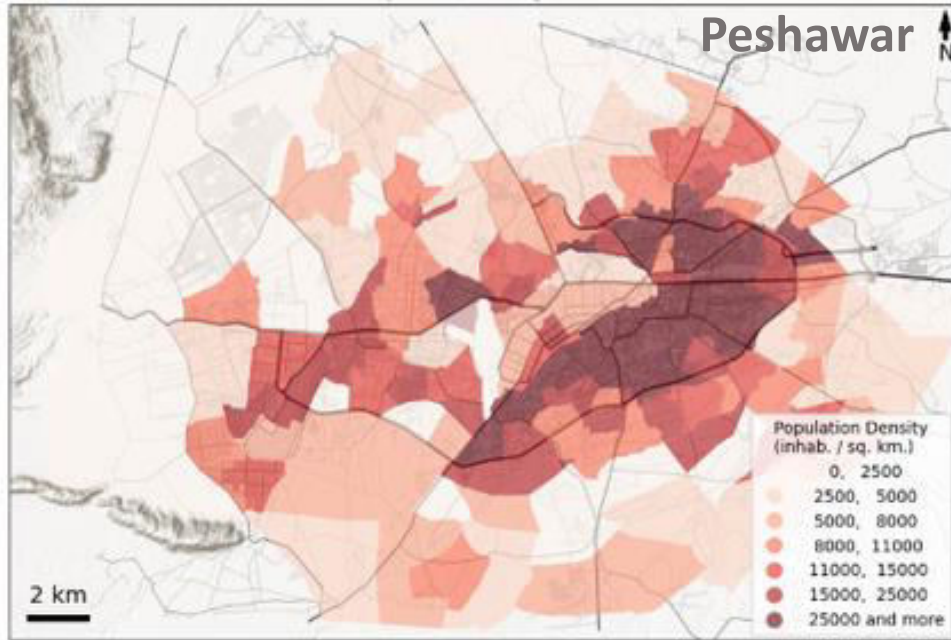 Peshawar
N
Population Density
(inhab. / sq. km.)
0, 2500
2500, 5000
5000, 8000
8000, 11000
11000, 15000
15000, 25000
25000 and more
2 km